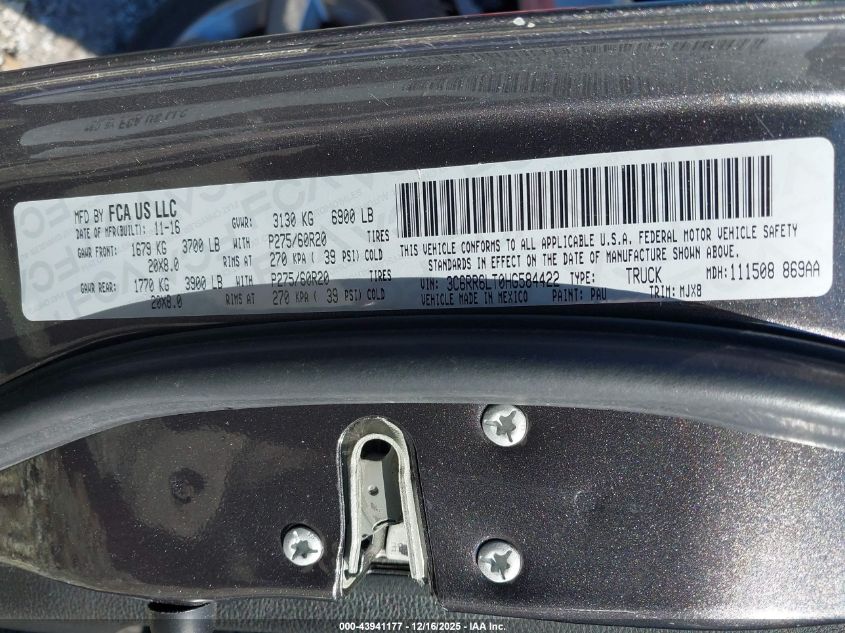 MFD BY FCA US LLC
DATE OF MFR(BUILT): 11-16 GVWR: 3130 KG 6900 LB
GAWR FRONT: 1679 KG 3700 LB WITH P275/60R20 TIRES
20X8.0 RIMS AT 270 KPA ( 39 PSI) COLD
GAWR REAR: 1770 KG 3900 LB WITH P275/60R20 TIRES
20X8.0 RIMS AT 270 KPA ( 39 PSI) COLD
THIS VEHICLE CONFORMS TO ALL APPLICABLE U.S.A. FEDERAL MOTOR VEHICLE SAFETY
STANDARDS IN EFFECT ON THE DATE OF MANUFACTURE SHOWN ABOVE.
VIN: 3C6RR6LT0HG584422 TYPE: TRUCK MDH: 111508 869AA
VEHICLE MADE IN MEXICO PAINT: PAU TRIM: MJX8
000-43941177 - 12/16/2025 - IAA Inc.